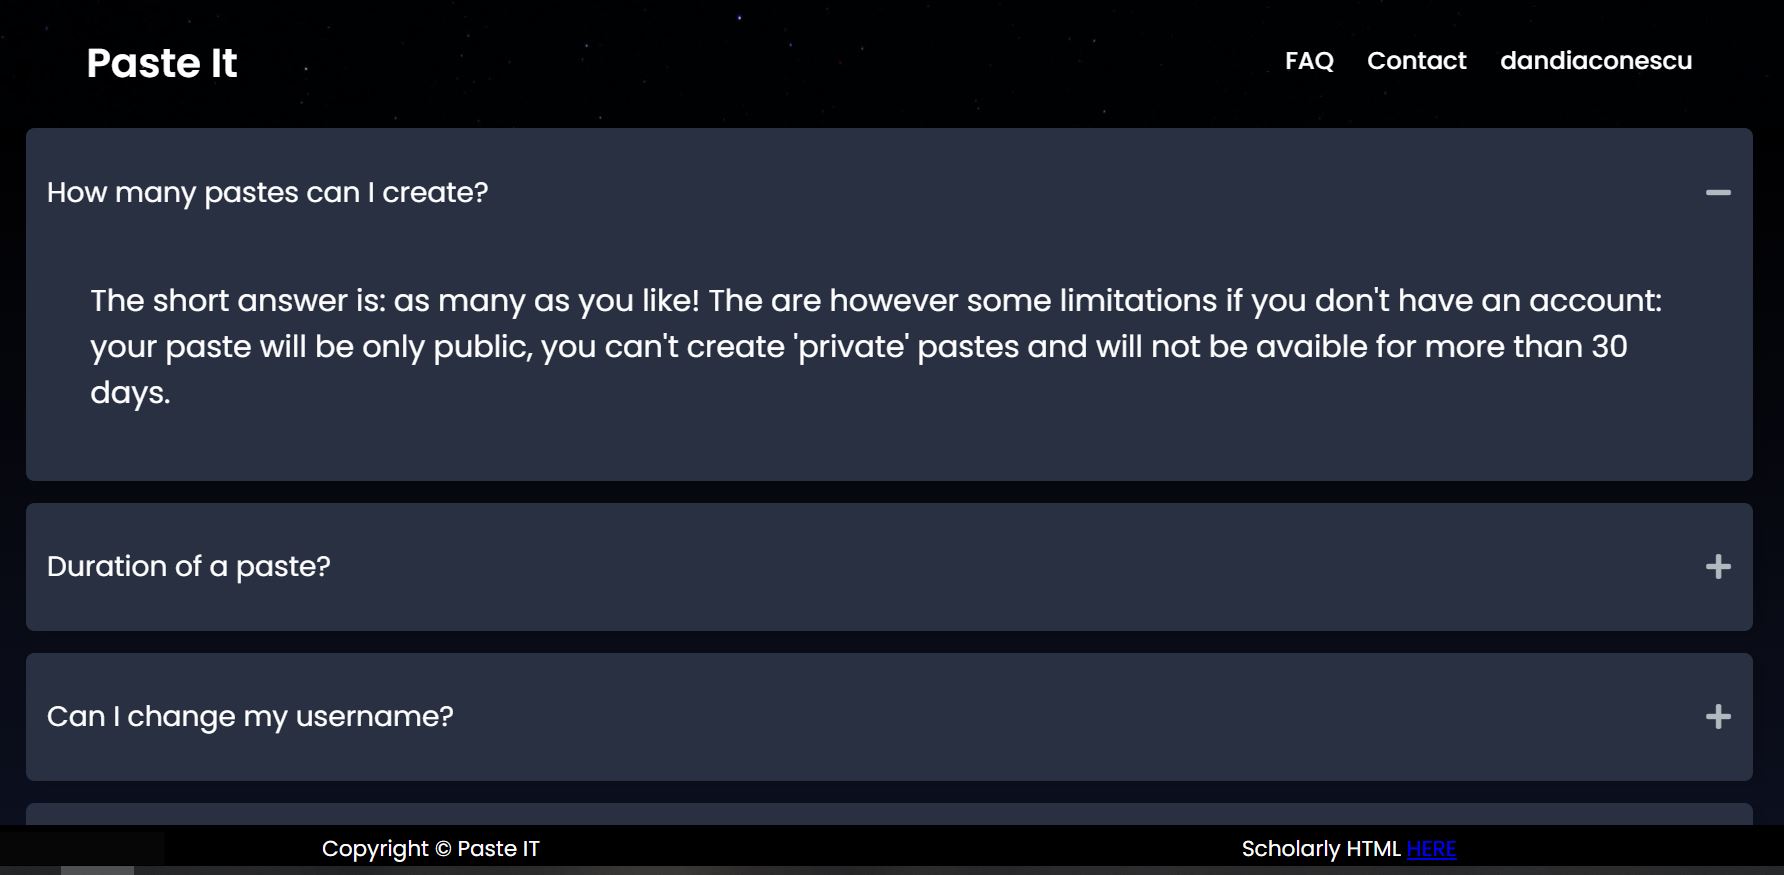 Paste It
FAQ Contact dandiaconescu
How many pastes can I create?
The short answer is: as many as you like! The are however some limitations if you don't have an account:
your paste will be only public, you can't create 'private' pastes and will not be avaible for more than 30
days.
Duration of a paste?
Can I change my username?
Copyright © Paste IT
Scholarly HTML HERE